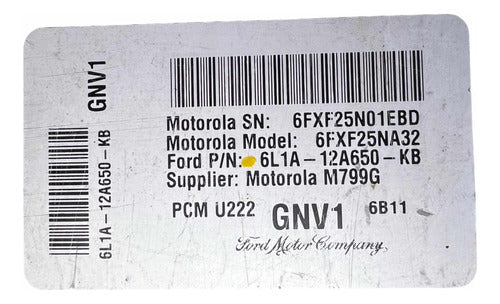 GNV1
6L1A-12A650-KB
Motorola SN: 6FXF25N01EBD
Motorola Model: 6FXF25NA32
Ford P/N: 6L1A-12A650-KB
Supplier: Motorola M799G
PCM U222 GNV1 6B11
Ford Motor Company,